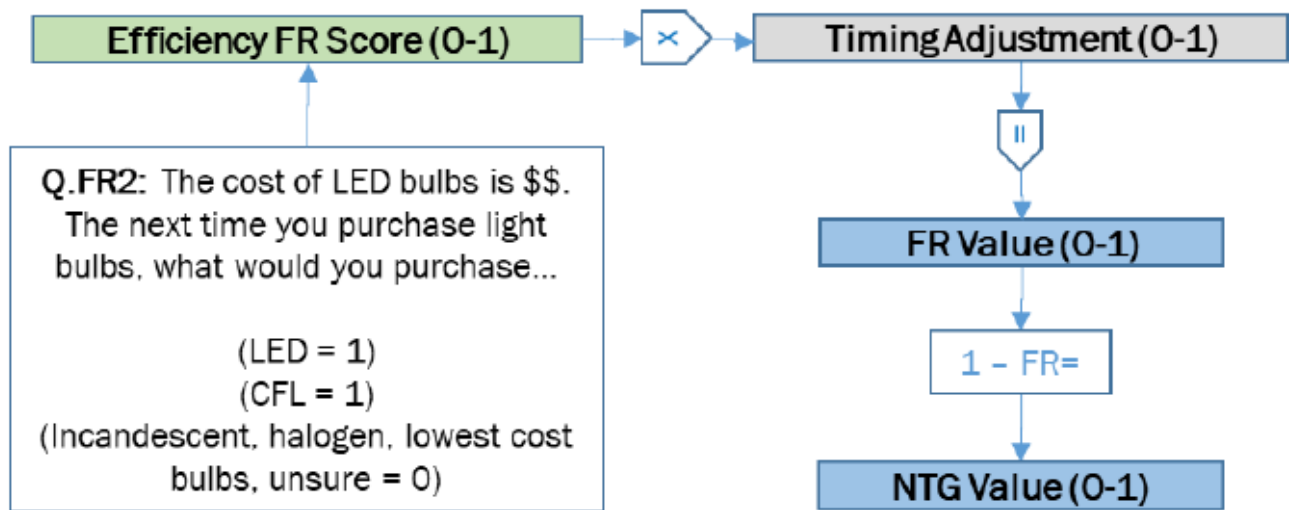 Efficiency FR Score (0-1)
×
Timing Adjustment (0-1)
=
Q.FR2: The cost of LED bulbs is $$.
The next time you purchase light
bulbs, what would you purchase...
(LED = 1)
(CFL = 1)
(Incandescent, halogen, lowest cost
bulbs, unsure = 0)
FR Value (0-1)
1 – FR=
NTG Value (0-1)